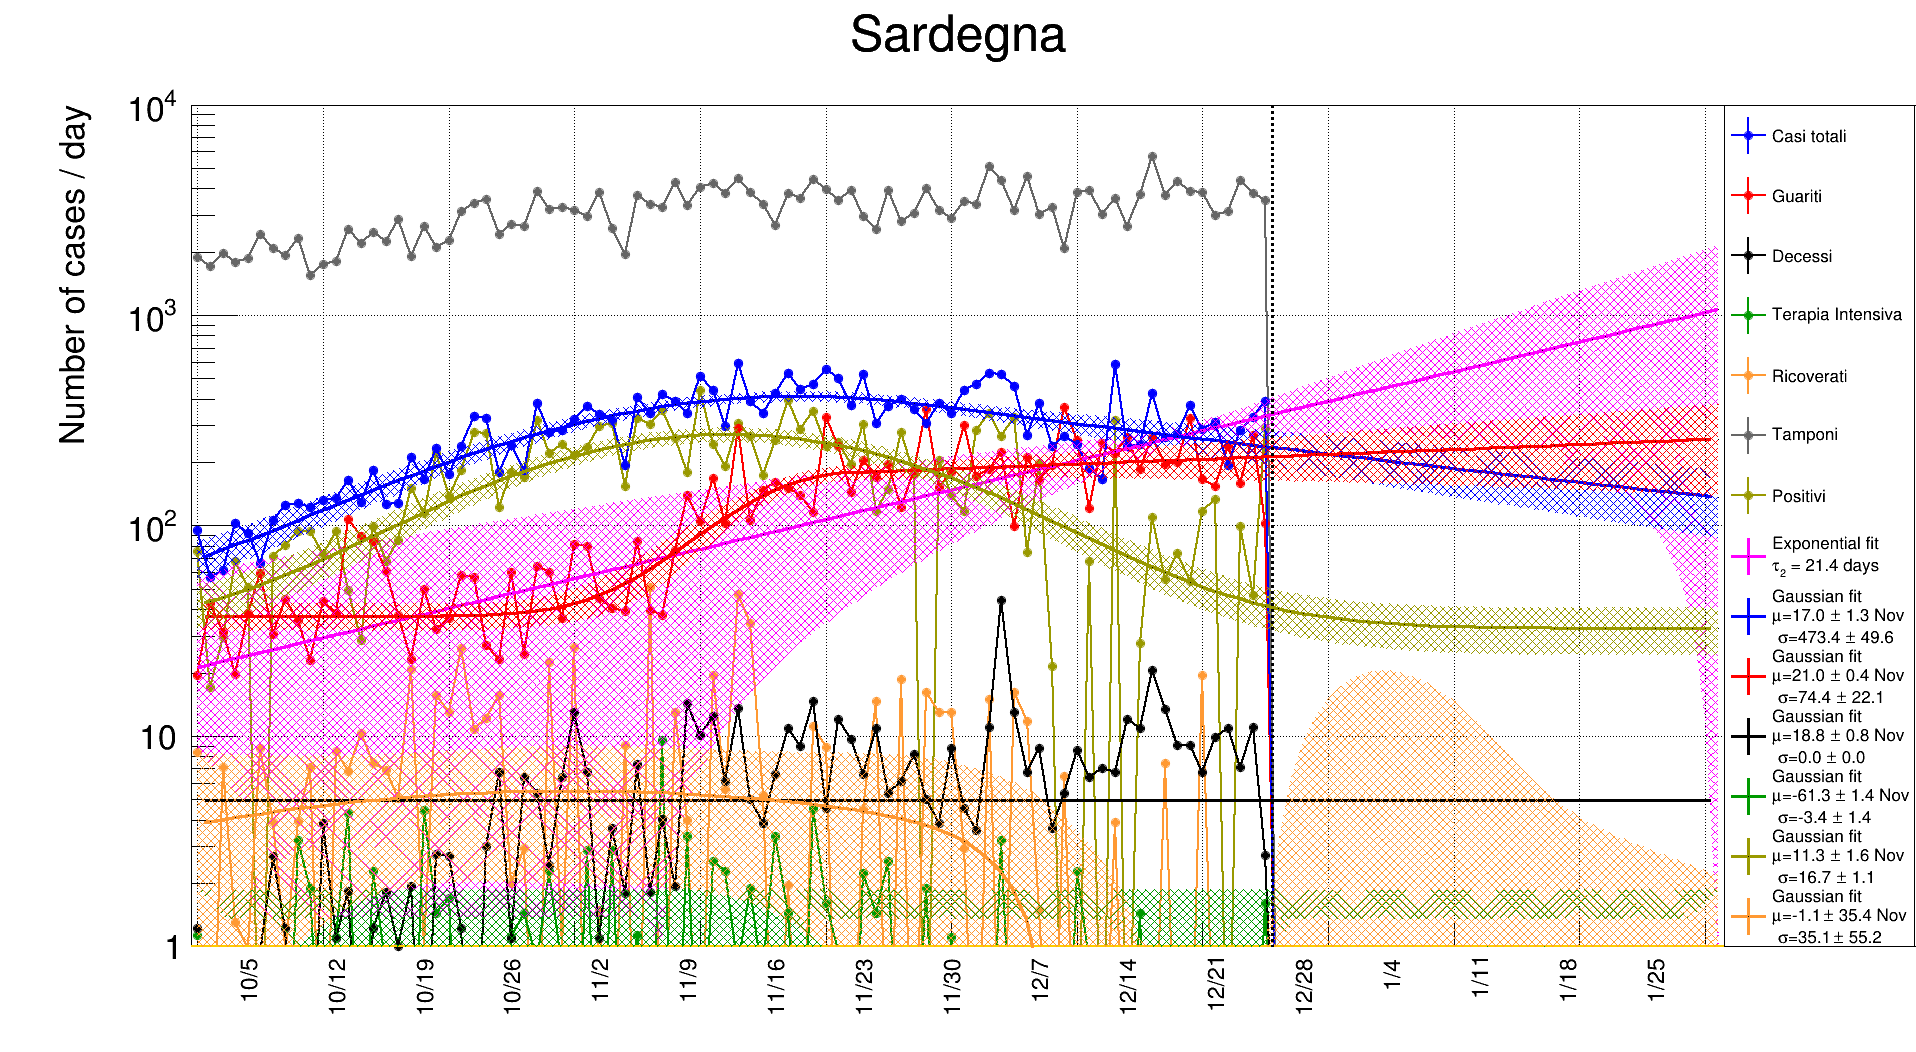 Sardegna
Number of cases / day
10^4
10^3
10^2
10
1
10/5
10/12
10/19
10/26
11/2
11/9
11/16
11/23
11/30
12/7
12/14
12/21
12/28
1/4
1/11
1/18
1/25
Casi totali
Guariti
Decessi
Terapia Intensiva
Ricoverati
Tamponi
Positivi
Exponential fit
τ₂ = 21.4 days
Gaussian fit
μ=17.0 ± 1.3 Nov
σ=473.4 ± 49.6
Gaussian fit
μ=21.0 ± 0.4 Nov
σ=74.4 ± 22.1
Gaussian fit
μ=18.8 ± 0.8 Nov
σ=0.0 ± 0.0
Gaussian fit
μ=-61.3 ± 1.4 Nov
σ=-3.4 ± 1.4
Gaussian fit
μ=11.3 ± 1.6 Nov
σ=16.7 ± 1.1
Gaussian fit
μ=-1.1 ± 35.4 Nov
σ=35.1 ± 55.2